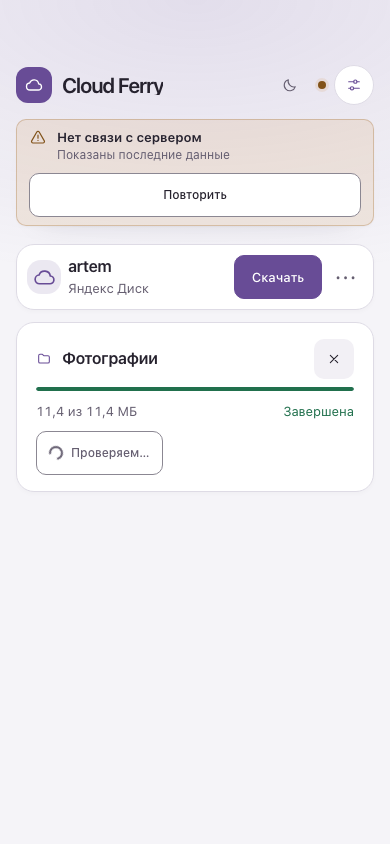 Cloud Ferry
Нет связи с сервером
Показаны последние данные
Повторить
artem
Яндекс Диск
Скачать
Фотографии
11,4 из 11,4 МБ
Завершена
Проверяем…